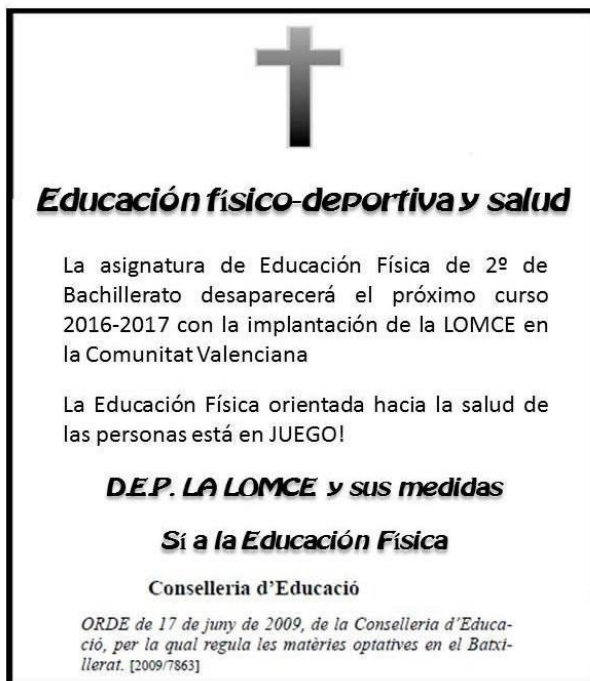 Educación físico-deportiva y salud
La asignatura de Educación Física de 2º de
Bachillerato desaparecerá el próximo curso
2016-2017 con la implantación de la LOMCE en
la Comunitat Valenciana
La Educación Física orientada hacia la salud de
las personas está en JUEGO!
D.E.P. LA LOMCE y sus medidas
Sí a la Educación Física
Conselleria d'Educació
ORDE de 17 de juny de 2009, de la Conselleria d'Educa-
ció, per la qual regula les matèries optatives en el Batxi-
llerat. [2009/7863]